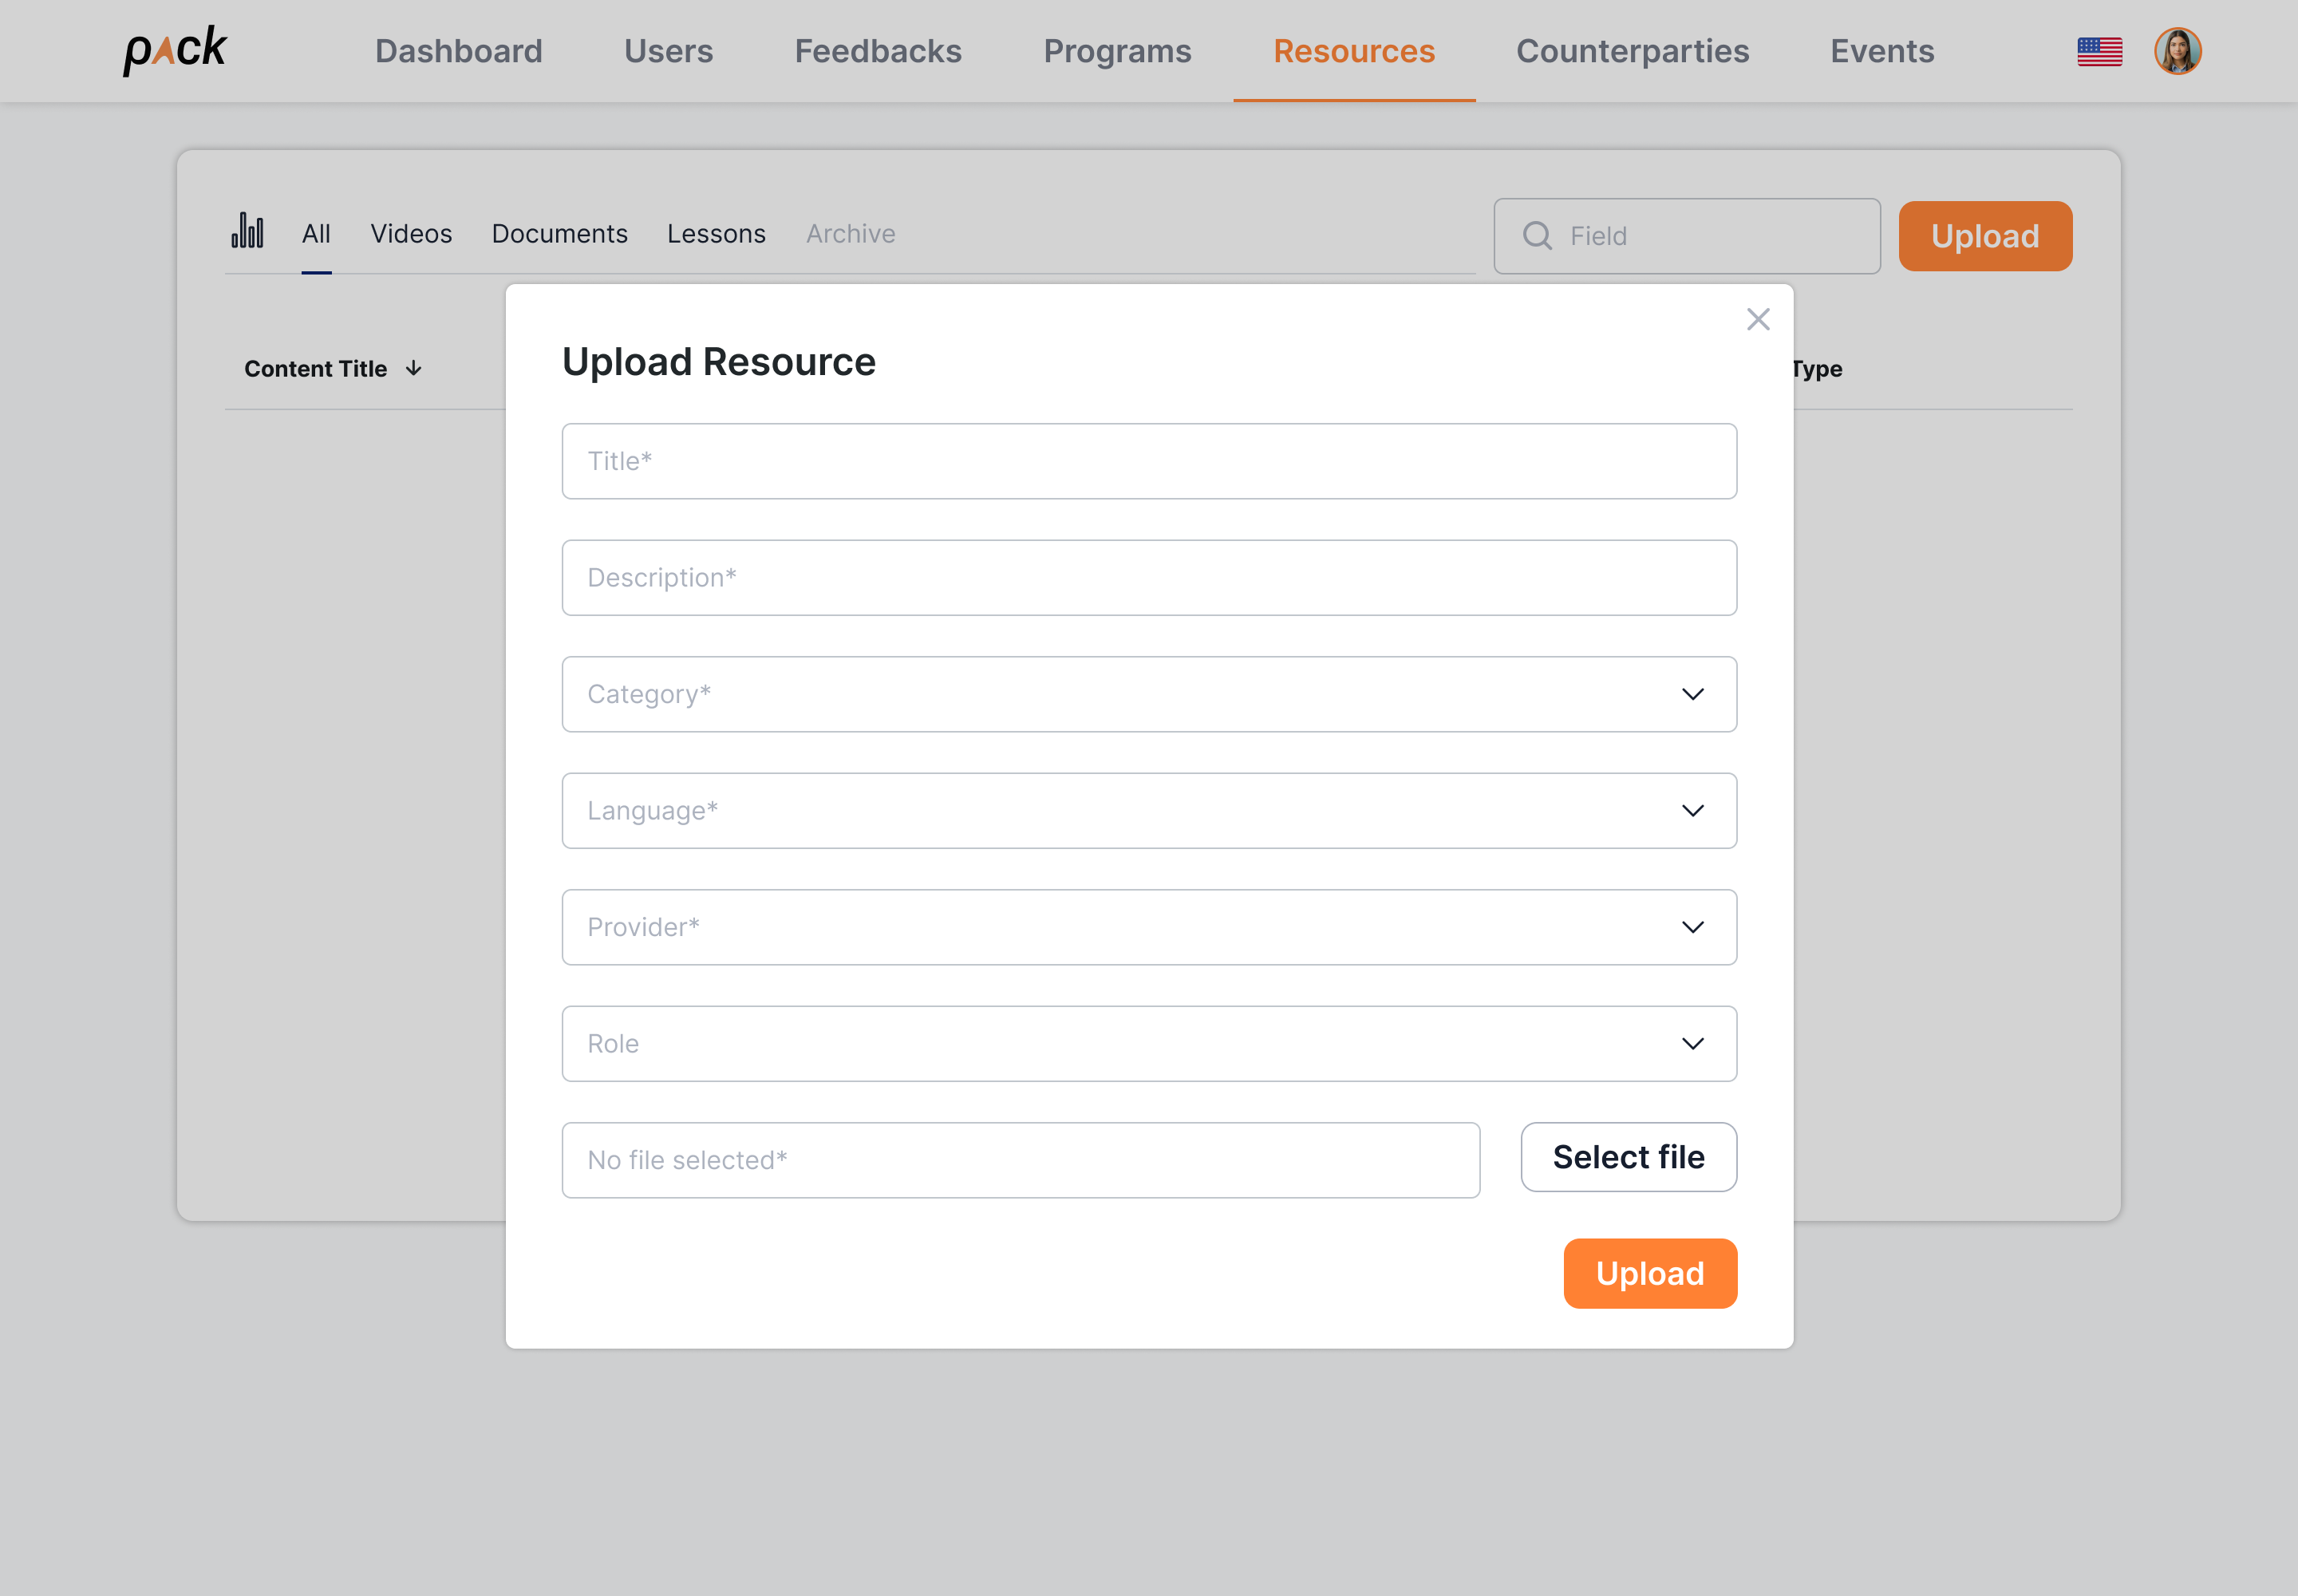 pack
Dashboard Users Feedbacks Programs Resources Counterparties Events
All Videos Documents Lessons Archive Field Upload
Content Title Type
Upload Resource
Title*
Description*
Category*
Language*
Provider*
Role
No file selected* Select file
Upload